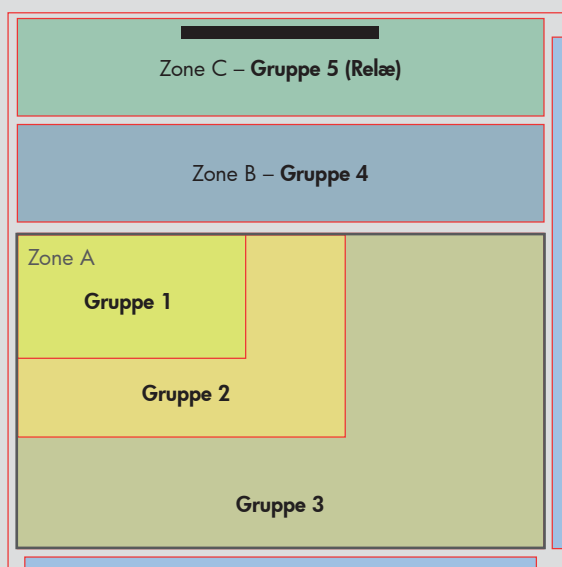 Zone C – Gruppe 5 (Relæ)
Zone B – Gruppe 4
Zone A
Gruppe 1
Gruppe 2
Gruppe 3